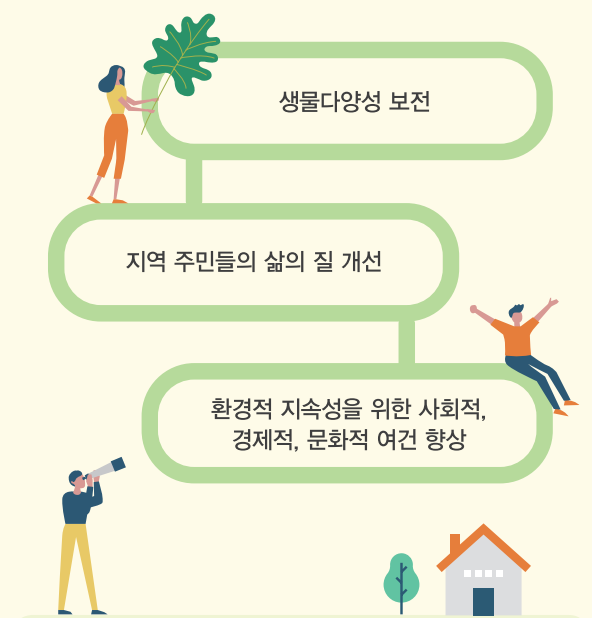 생물다양성 보전
지역 주민들의 삶의 질 개선
환경적 지속성을 위한 사회적,
경제적, 문화적 여건 향상